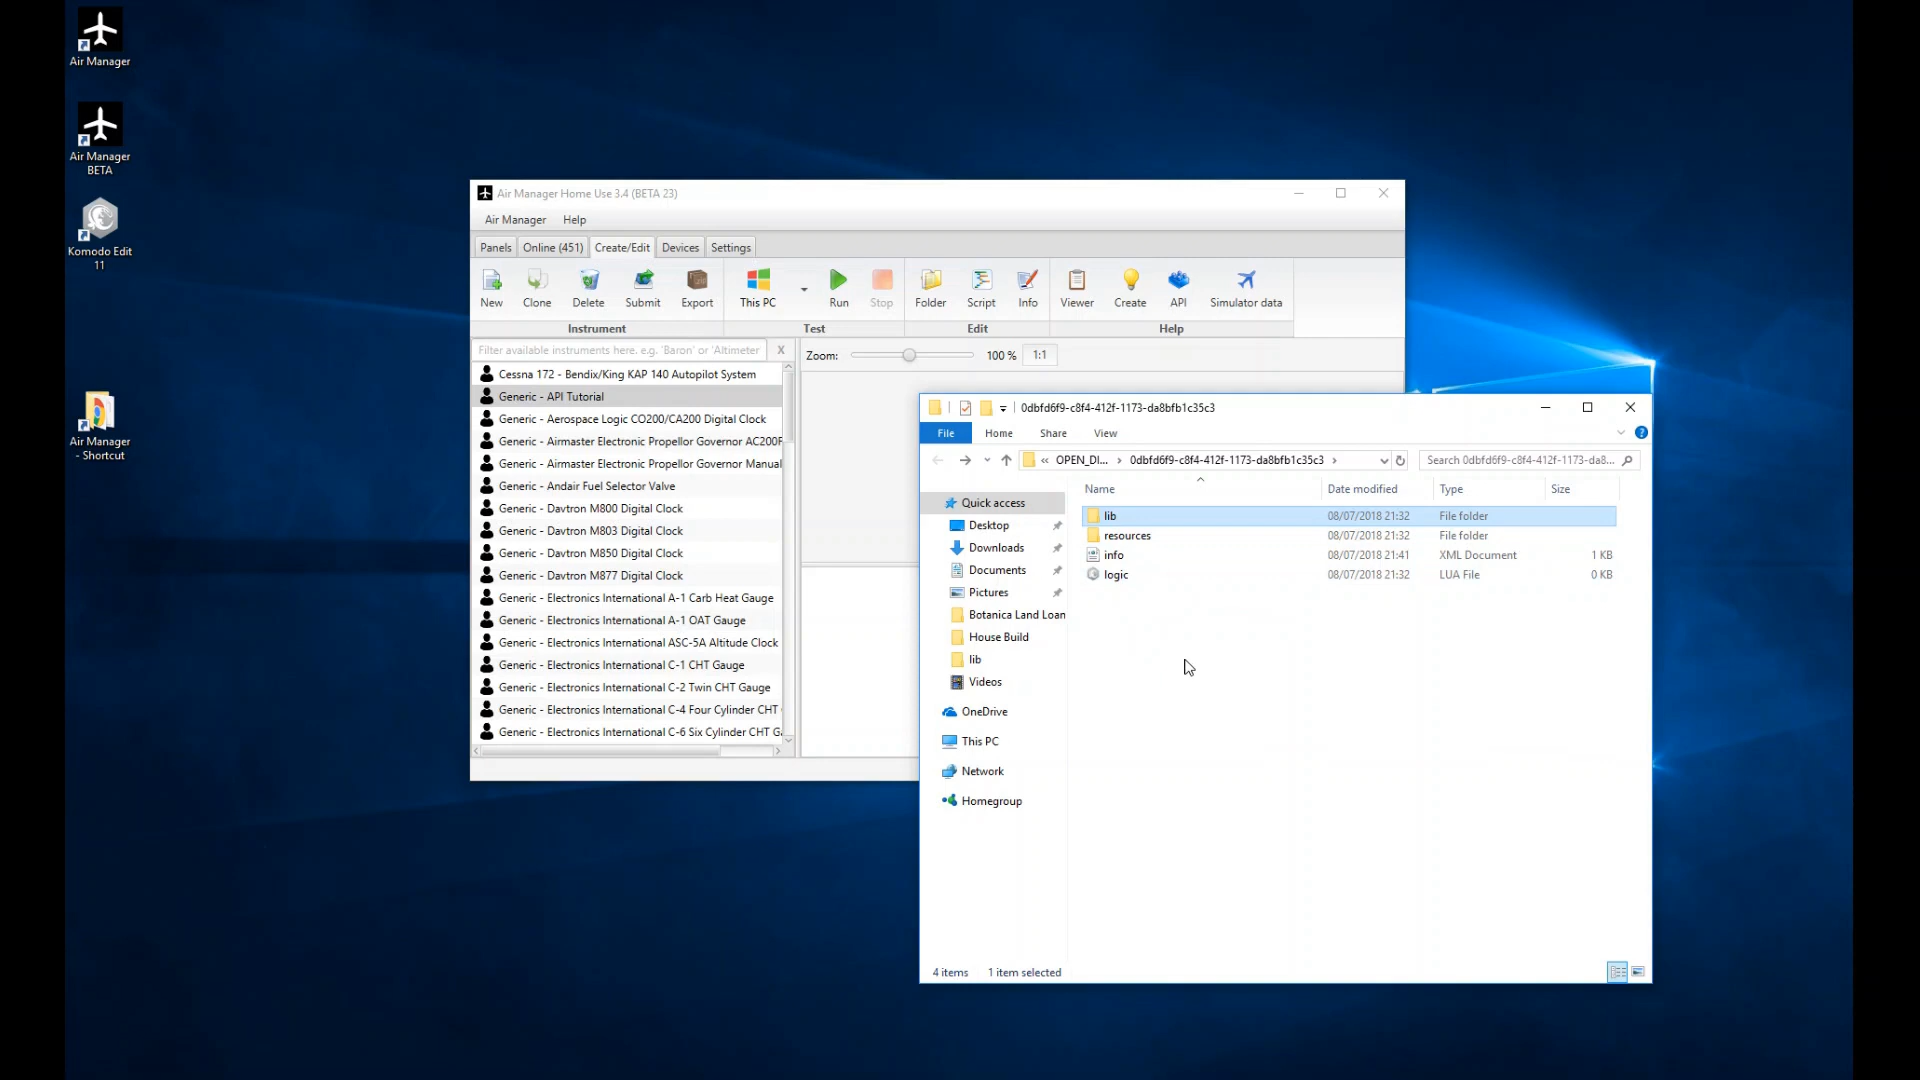 Air Manager
Air Manager
BETA
Komodo Edit
11
Air Manager
- Shortcut
Air Manager Home Use 3.4 (BETA 23)
Air Manager Help
Panels Online (451) Create/Edit Devices Settings
New Clone Delete Submit Export This PC Run Stop Folder Script Info Viewer Create API Simulator data
Instrument Test Edit Help
Filter available instruments here. e.g. 'Baron' or 'Altimeter X
Zoom: 100 % 1:1
Cessna 172 - Bendix/King KAP 140 Autopilot System
Generic - API Tutorial
Generic - Aerospace Logic CO200/CA200 Digital Clock
Generic - Airmaster Electronic Propellor Governor AC200F
Generic - Airmaster Electronic Propellor Governor Manual
Generic - Andair Fuel Selector Valve
Generic - Davtron M800 Digital Clock
Generic - Davtron M803 Digital Clock
Generic - Davtron M850 Digital Clock
Generic - Davtron M877 Digital Clock
Generic - Electronics International A-1 Carb Heat Gauge
Generic - Electronics International A-1 OAT Gauge
Generic - Electronics International ASC-5A Altitude Clock
Generic - Electronics International C-1 CHT Gauge
Generic - Electronics International C-2 Twin CHT Gauge
Generic - Electronics International C-4 Four Cylinder CHT
Generic - Electronics International C-6 Six Cylinder CHT G
0dbfd6f9-c8f4-412f-1173-da8bfb1c35c3
File Home Share View
« OPEN_DI... › 0dbfd6f9-c8f4-412f-1173-da8bfb1c35c3 ›
Search 0dbfd6f9-c8f4-412f-1173-da8...
Name Date modified Type Size
Quick access
Desktop
Downloads
Documents
Pictures
Botanica Land Loan
House Build
lib
Videos
OneDrive
This PC
Network
Homegroup
lib 08/07/2018 21:32 File folder
resources 08/07/2018 21:32 File folder
info 08/07/2018 21:41 XML Document 1 KB
logic 08/07/2018 21:32 LUA File 0 KB
4 items 1 item selected